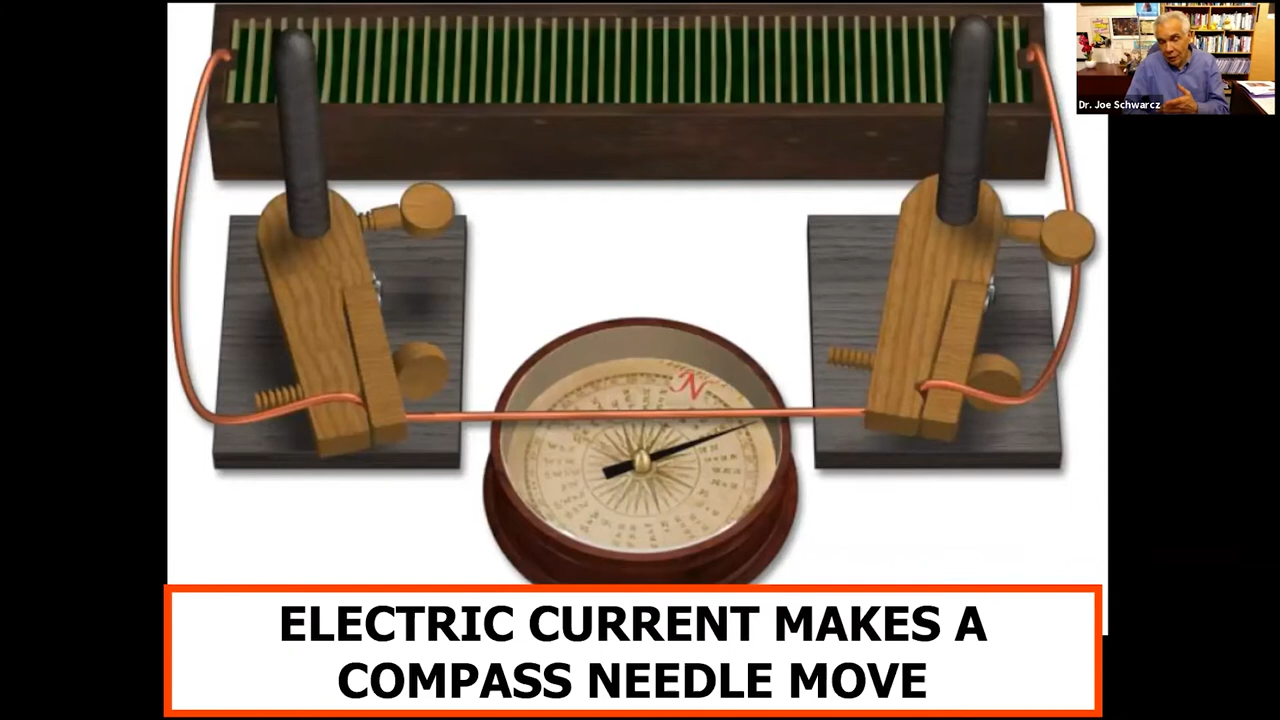 Dr. Joe Schwarcz
N
ELECTRIC CURRENT MAKES A
COMPASS NEEDLE MOVE